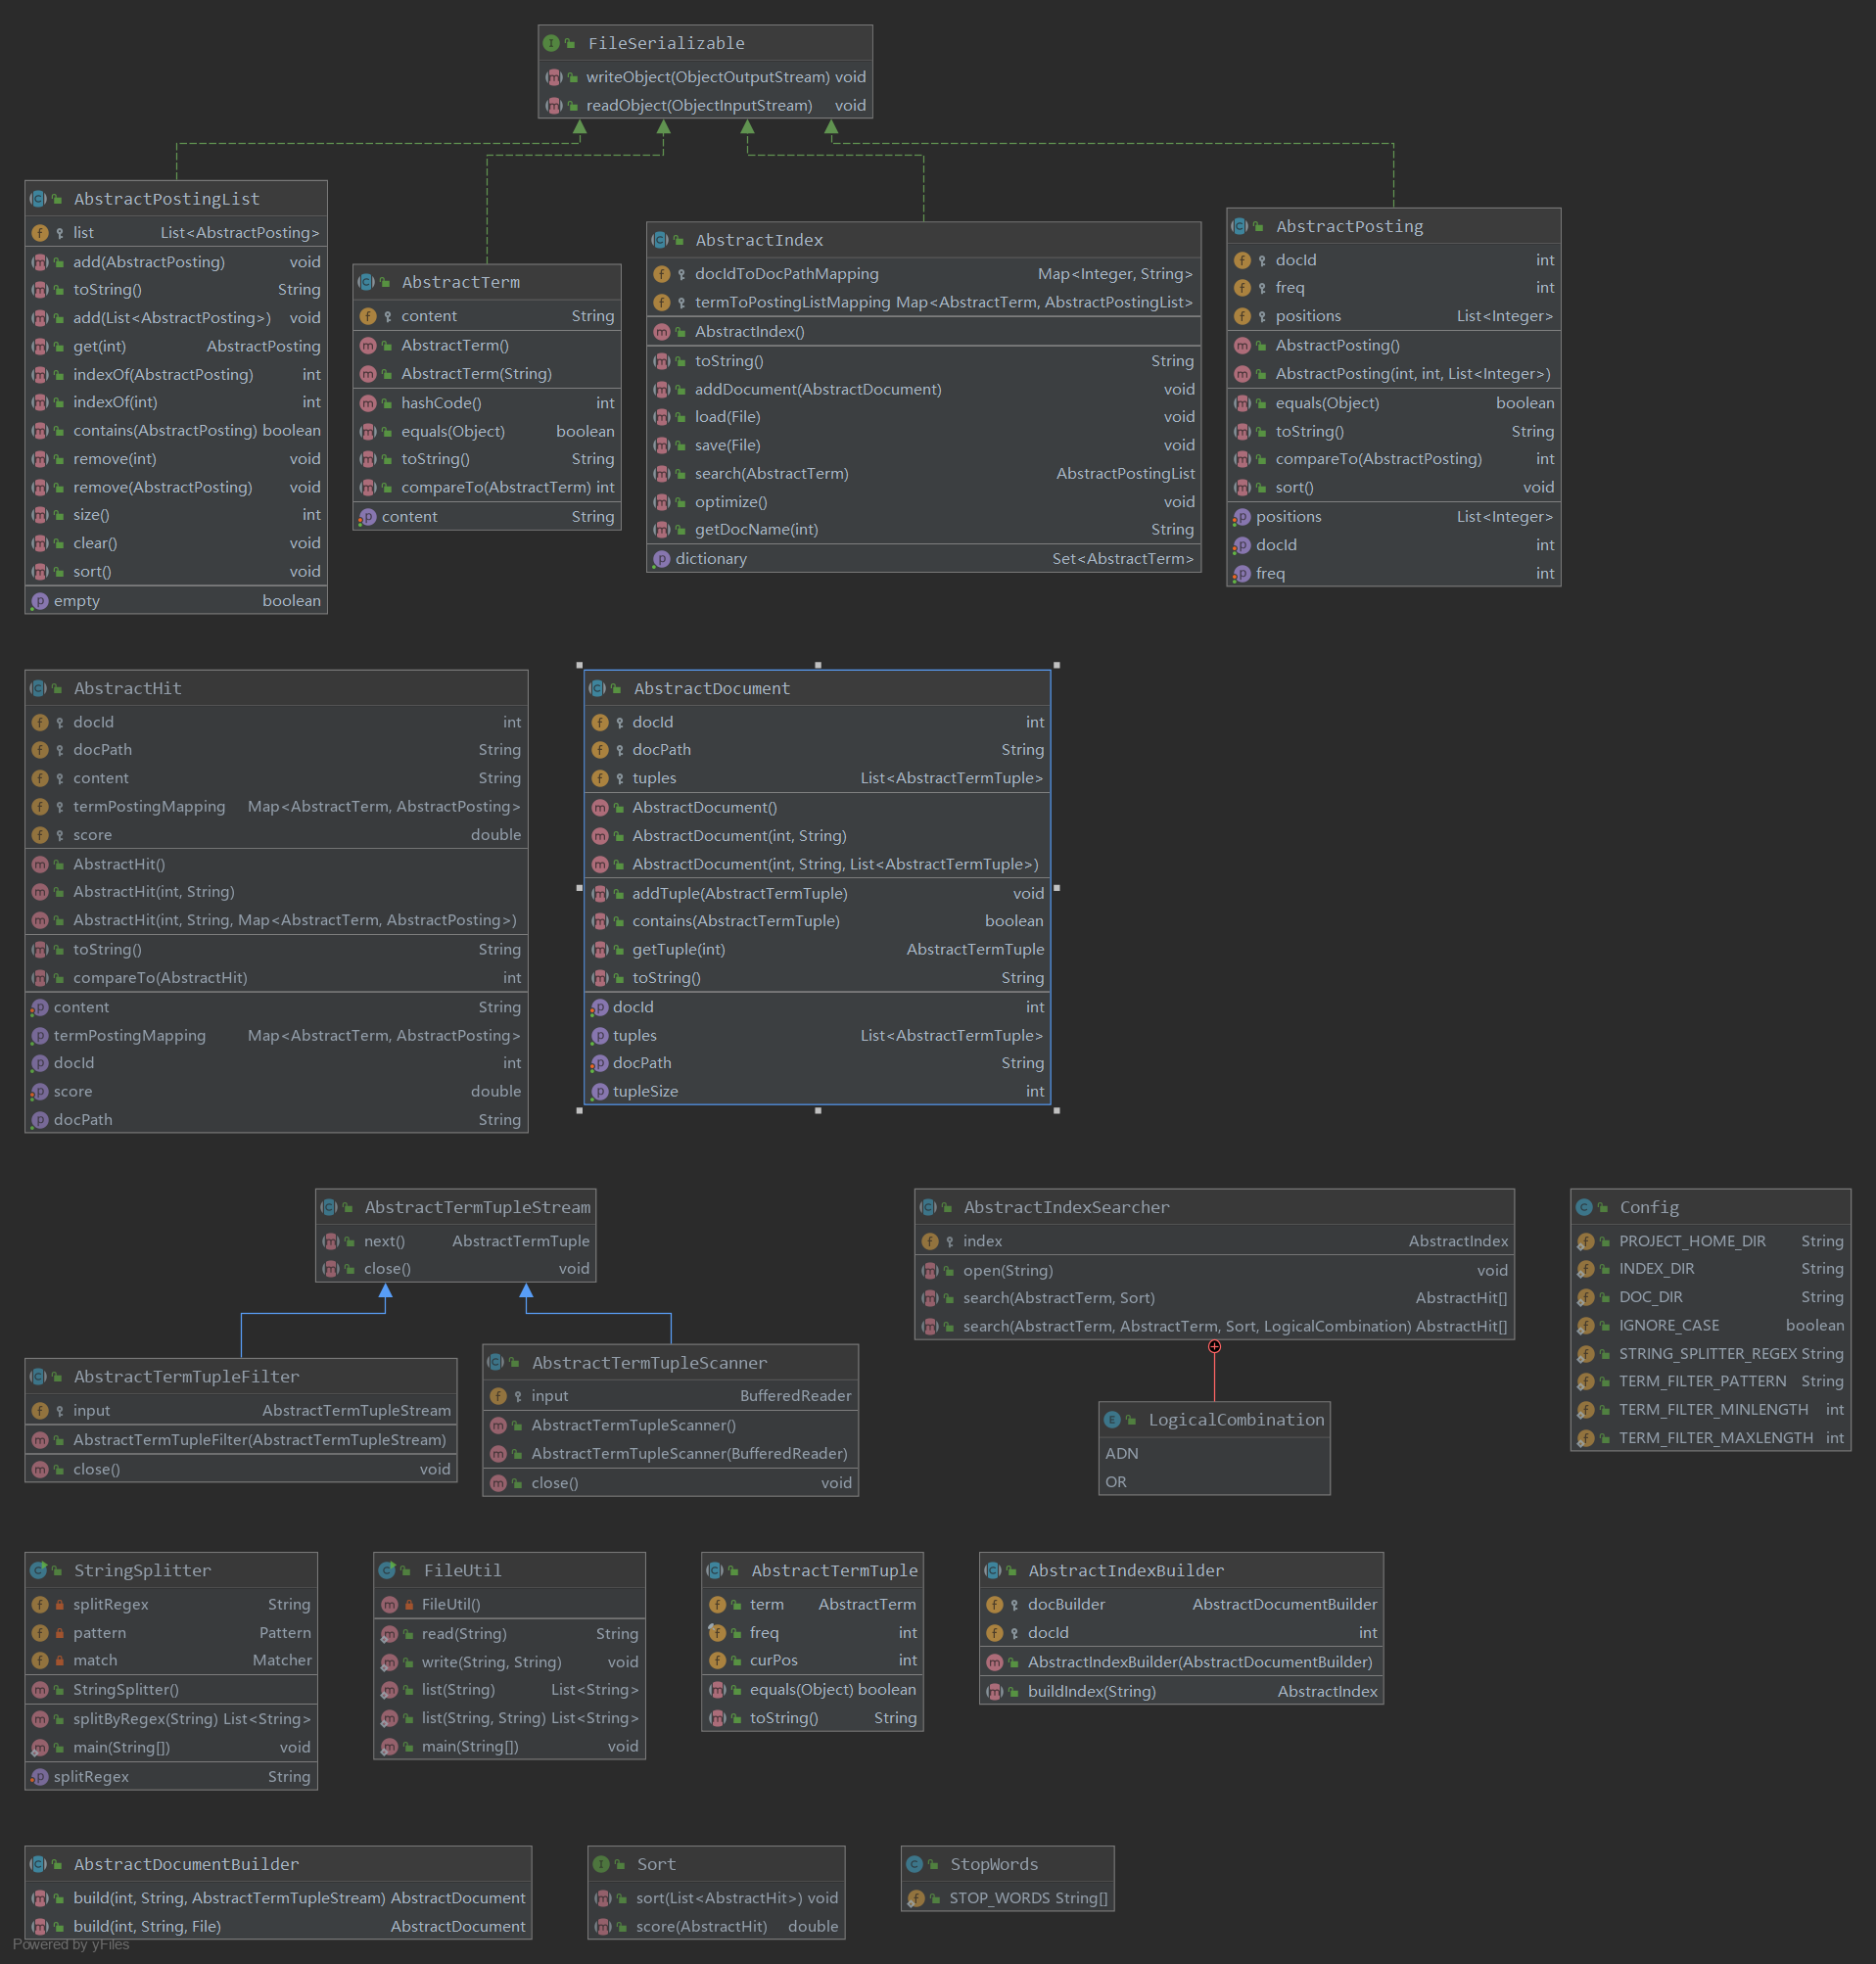 FileSerializable
writeObject(ObjectOutputStream) void
readObject(ObjectInputStream) void
AbstractPostingList
list List<AbstractPosting>
add(AbstractPosting) void
toString() String
add(List<AbstractPosting>) void
get(int) AbstractPosting
indexOf(AbstractPosting) int
indexOf(int) int
contains(AbstractPosting) boolean
remove(int) void
remove(AbstractPosting) void
size() int
clear() void
sort() void
empty boolean
AbstractTerm
content String
AbstractTerm()
AbstractTerm(String)
hashCode() int
equals(Object) boolean
toString() String
compareTo(AbstractTerm) int
content String
AbstractIndex
docIdToDocPathMapping Map<Integer, String>
termToPostingListMapping Map<AbstractTerm, AbstractPostingList>
AbstractIndex()
toString() String
addDocument(AbstractDocument) void
load(File) void
save(File) void
search(AbstractTerm) AbstractPostingList
optimize() void
getDocName(int) String
dictionary Set<AbstractTerm>
AbstractPosting
docId int
freq int
positions List<Integer>
AbstractPosting()
AbstractPosting(int, int, List<Integer>)
equals(Object) boolean
toString() String
compareTo(AbstractPosting) int
sort() void
positions List<Integer>
docId int
freq int
AbstractHit
docId int
docPath String
content String
termPostingMapping Map<AbstractTerm, AbstractPosting>
score double
AbstractHit()
AbstractHit(int, String)
AbstractHit(int, String, Map<AbstractTerm, AbstractPosting>)
toString() String
compareTo(AbstractHit) int
content String
termPostingMapping Map<AbstractTerm, AbstractPosting>
docId int
score double
docPath String
AbstractDocument
docId int
docPath String
tuples List<AbstractTermTuple>
AbstractDocument()
AbstractDocument(int, String)
AbstractDocument(int, String, List<AbstractTermTuple>)
addTuple(AbstractTermTuple) void
contains(AbstractTermTuple) boolean
getTuple(int) AbstractTermTuple
toString() String
docId int
tuples List<AbstractTermTuple>
docPath String
tupleSize int
AbstractTermTupleStream
next() AbstractTermTuple
close() void
AbstractTermTupleFilter
input AbstractTermTupleStream
AbstractTermTupleFilter(AbstractTermTupleStream)
close() void
AbstractTermTupleScanner
input BufferedReader
AbstractTermTupleScanner()
AbstractTermTupleScanner(BufferedReader)
close() void
AbstractIndexSearcher
index AbstractIndex
open(String) void
search(AbstractTerm, Sort) AbstractHit[]
search(AbstractTerm, AbstractTerm, Sort, LogicalCombination) AbstractHit[]
LogicalCombination
ADN
OR
Config
PROJECT_HOME_DIR String
INDEX_DIR String
DOC_DIR String
IGNORE_CASE boolean
STRING_SPLITTER_REGEX String
TERM_FILTER_PATTERN String
TERM_FILTER_MINLENGTH int
TERM_FILTER_MAXLENGTH int
StringSplitter
splitRegex String
pattern Pattern
match Matcher
StringSplitter()
splitByRegex(String) List<String>
main(String[]) void
splitRegex String
FileUtil
FileUtil()
read(String) String
write(String, String) void
list(String) List<String>
list(String, String) List<String>
main(String[]) void
AbstractTermTuple
term AbstractTerm
freq int
curPos int
equals(Object) boolean
toString() String
AbstractIndexBuilder
docBuilder AbstractDocumentBuilder
docId int
AbstractIndexBuilder(AbstractDocumentBuilder)
buildIndex(String) AbstractIndex
AbstractDocumentBuilder
build(int, String, AbstractTermTupleStream) AbstractDocument
build(int, String, File) AbstractDocument
Sort
sort(List<AbstractHit>) void
score(AbstractHit) double
StopWords
STOP_WORDS String[]
Powered by yFiles